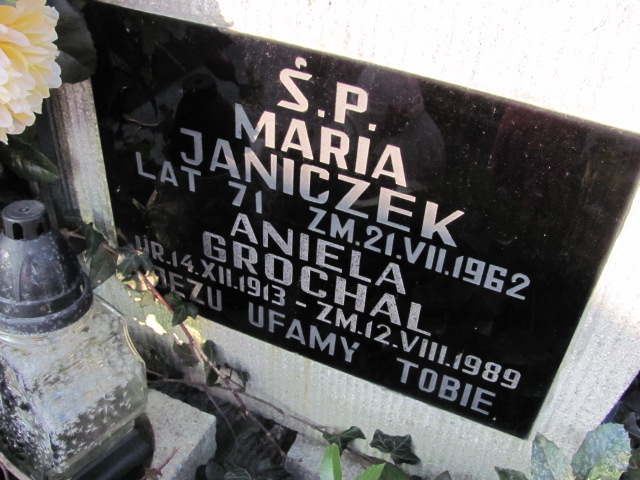 Ś.P.
MARIA
JANICZEK
LAT 71 ZM.21.VII.1962
ANIELA
GROCHAL
UR.14.XII.1913 - ZM.12.VIII.1989
JEZU UFAMY TOBIE